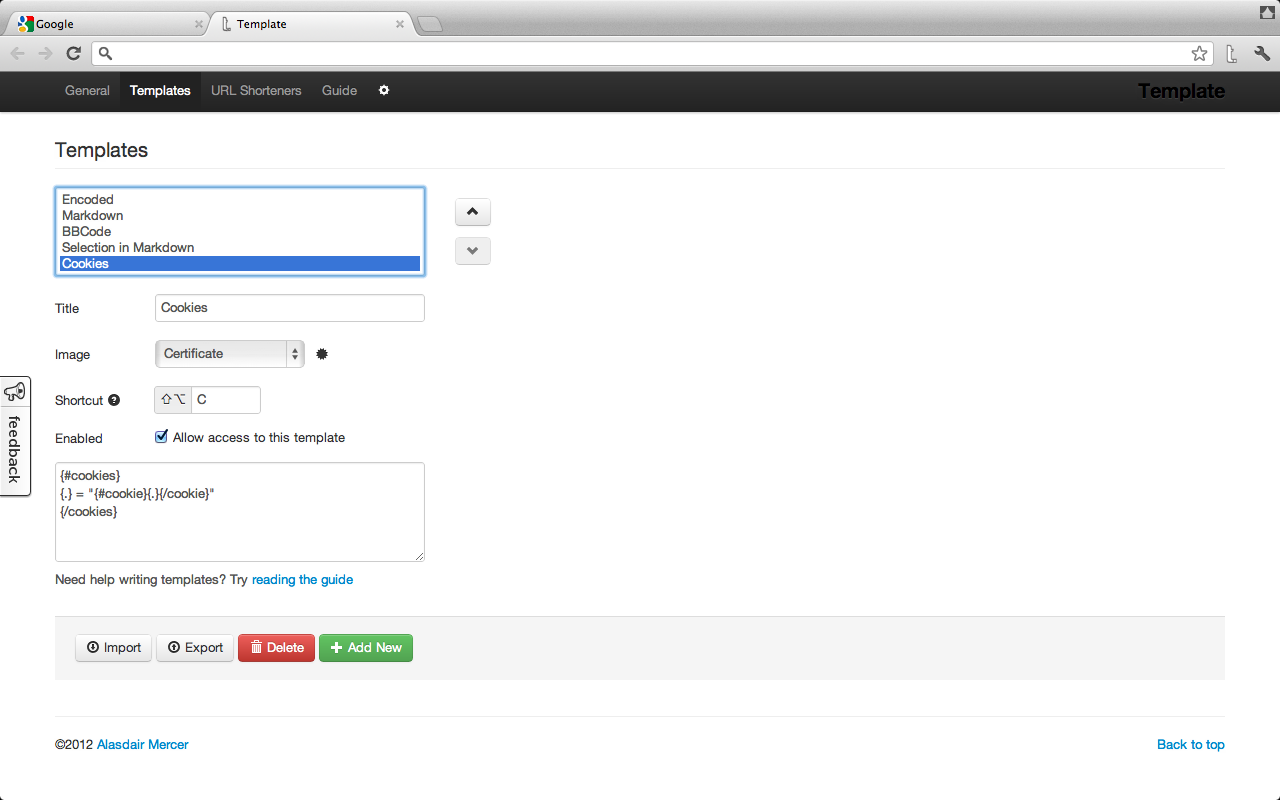 Google
Template
General
Templates
URL Shorteners
Guide
Template
Templates
Encoded
Markdown
BBCode
Selection in Markdown
Cookies
Title
Cookies
Image
Certificate
Shortcut
⇧⌥
C
Enabled
Allow access to this template
feedback
{#cookies}
{.} = "{#cookie}{.}{/cookie}"
{/cookies}
Need help writing templates? Try reading the guide
Import
Export
Delete
Add New
©2012 Alasdair Mercer
Back to top